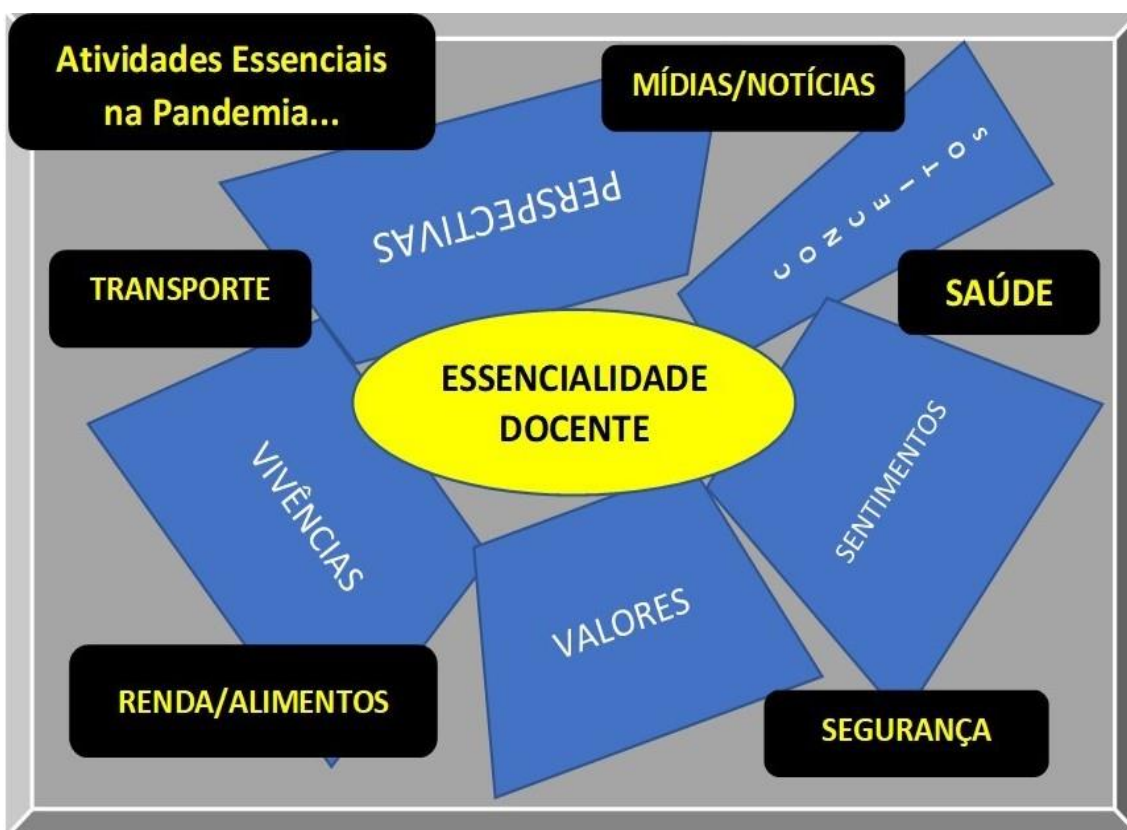 Atividades Essenciais
na Pandemia...
MÍDIAS/NOTÍCIAS
CONCEITOS
PERSPECTIVAS
TRANSPORTE
SAÚDE
ESSENCIALIDADE
DOCENTE
VIVÊNCIAS
SENTIMENTOS
VALORES
RENDA/ALIMENTOS
SEGURANÇA